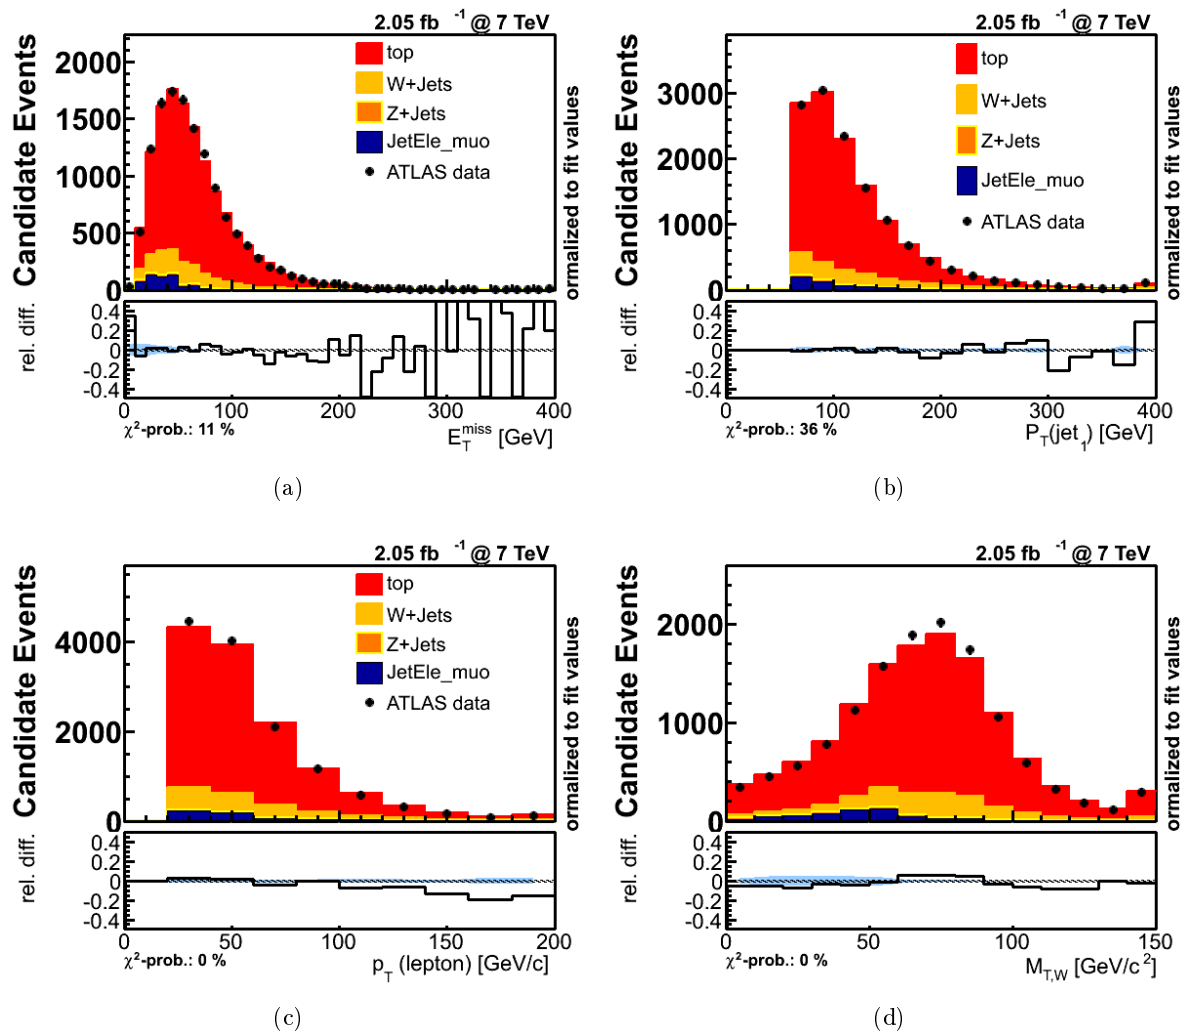 2.05 fb -1 @ 7 TeV
Candidate Events
2000
1500
1000
500
0
top
W+Jets
Z+Jets
JetEle_muo
ATLAS data
ormalized to fit values
rel. diff.
0.4
0.2
0
-0.2
-0.4
0
100
200
300
400
χ²-prob.: 11 %
E_T^miss [GeV]
(a)
2.05 fb -1 @ 7 TeV
Candidate Events
3000
2000
1000
0
top
W+Jets
Z+Jets
JetEle_muo
ATLAS data
ormalized to fit values
rel. diff.
0.4
0.2
0
-0.2
-0.4
0
100
200
300
400
χ²-prob.: 36 %
P_T(jet_1) [GeV]
(b)
2.05 fb -1 @ 7 TeV
Candidate Events
4000
2000
0
top
W+Jets
Z+Jets
JetEle_muo
ATLAS data
ormalized to fit values
rel. diff.
0.4
0.2
0
-0.2
-0.4
0
50
100
150
200
χ²-prob.: 0 %
p_T (lepton) [GeV/c]
(c)
2.05 fb -1 @ 7 TeV
Candidate Events
2000
1000
0
ormalized to fit values
rel. diff.
0.4
0.2
0
-0.2
-0.4
0
50
100
150
χ²-prob.: 0 %
M_T,W [GeV/c²]
(d)